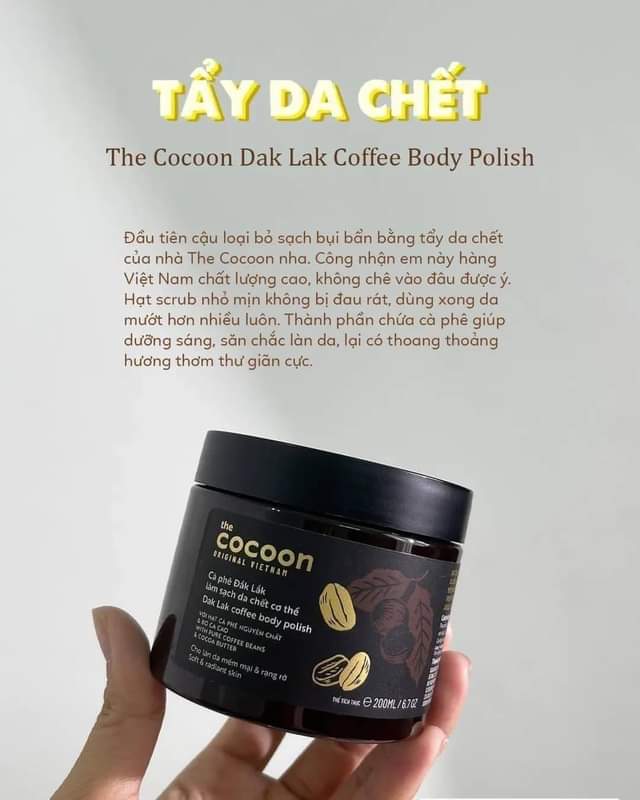 TẨY DA CHẾT
The Cocoon Dak Lak Coffee Body Polish
Đầu tiên cậu loại bỏ sạch bụi bẩn bằng tẩy da chết
của nhà The Cocoon nha. Công nhận em này hàng
Việt Nam chất lượng cao, không chê vào đâu được ý.
Hạt scrub nhỏ mịn không bị đau rát, dùng xong da
mướt hơn nhiều luôn. Thành phần chứa cà phê giúp
dưỡng sáng, săn chắc làn da, lại có thoang thoảng
hương thơm thư giãn cực.
the
cocoon
ORIGINAL VIETNAM
Cà phê Đắk Lắk
làm sạch da chết cơ thể
Dak Lak coffee body polish
VỚI HẠT CÀ PHÊ NGUYÊN CHẤT
& BƠ CA CAO
WITH PURE COFFEE BEANS
& COCOA BUTTER
Cho làn da mềm mại & rạng rỡ
Soft & radiant skin
THỂ TÍCH THỰC ℮ 200ML / 6.7 OZ